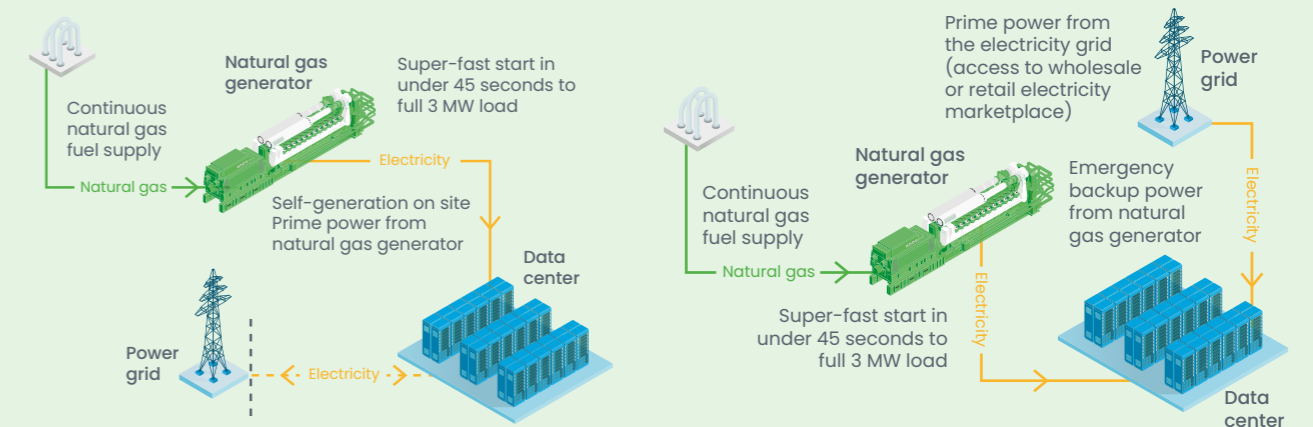 Natural gas
generator
Super-fast start in
under 45 seconds to
full 3 MW load
Continuous
natural gas
fuel supply
Natural gas
Electricity
Self-generation on site
Prime power from
natural gas generator
Data
center
Power
grid
Electricity
Prime power from
the electricity grid
(access to wholesale
or retail electricity
marketplace)
Power
grid
Natural gas
generator
Emergency
backup power
from natural
gas generator
Electricity
Continuous
natural gas
fuel supply
Natural gas
Electricity
Super-fast start in
under 45 seconds to
full 3 MW load
Data
center